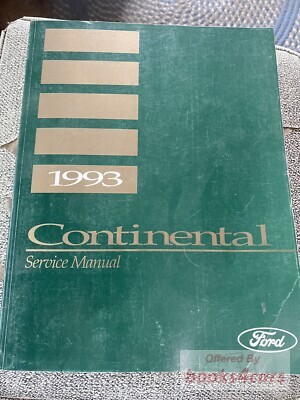 1993
Continental
Service Manual
Ford
Offered By
books4cars